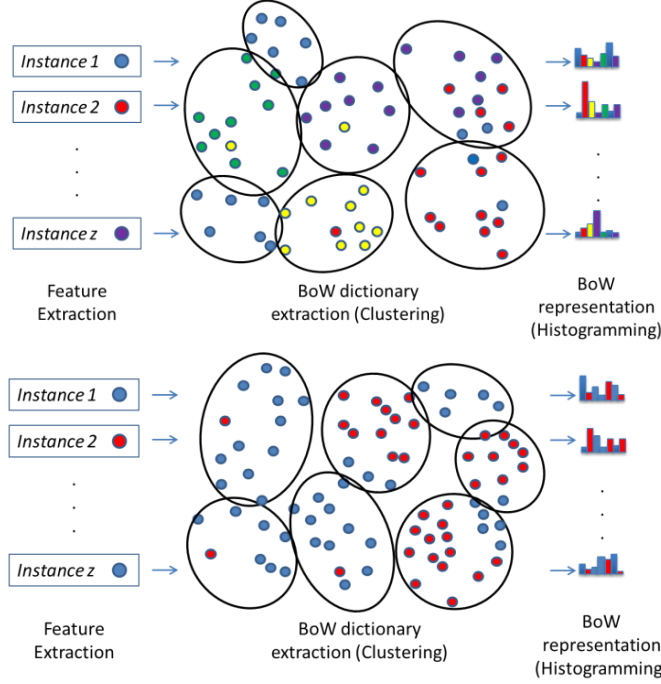 Instance 1
Instance 2
.
.
.
.
.
.
.
.
Instance z
Feature
Extraction
BoW dictionary
extraction (Clustering)
BoW
representation
(Histogramming)
Instance 1
Instance 2
.
.
.
.
.
.
.
.
Instance z
Feature
Extraction
BoW dictionary
extraction (Clustering)
BoW
representation
(Histogramming)